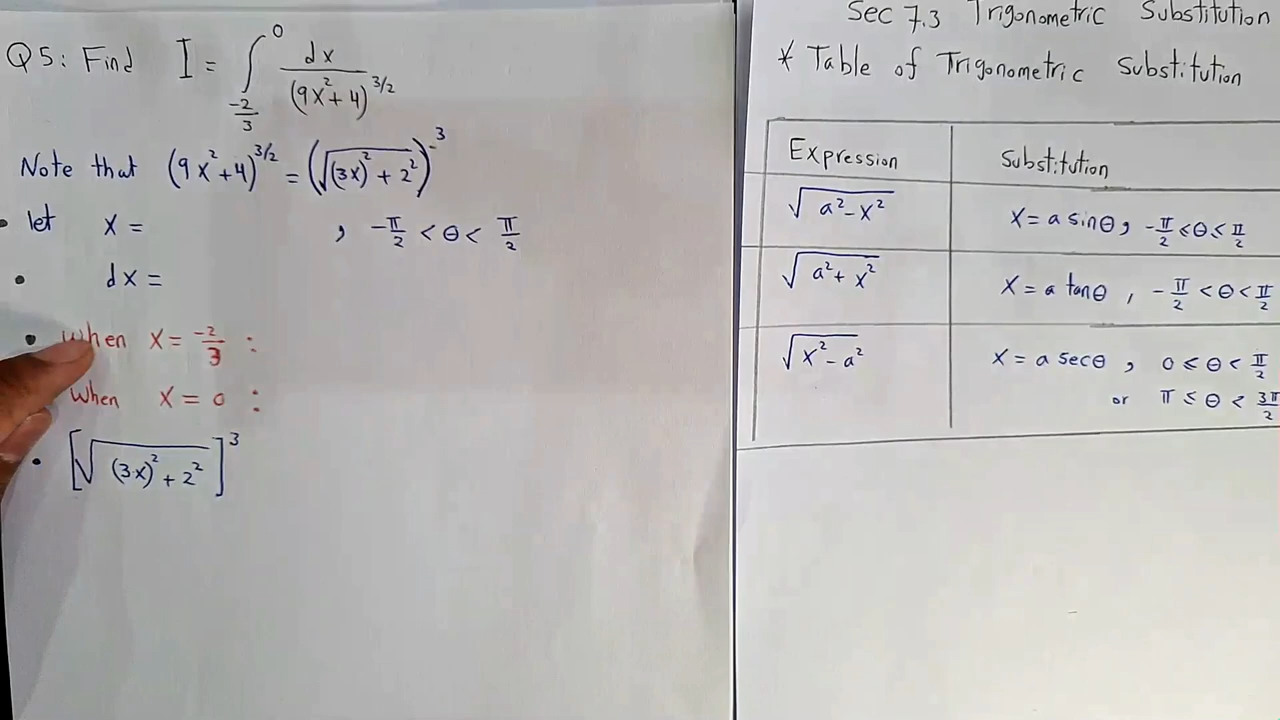 Q5: Find I = ∫_{-2/3}^{0} dx / (9x²+4)^{3/2}
Note that (9x²+4)^{3/2} = (√((3x)²+2²))^3
• let x = , -π/2 < θ < π/2
• dx =
• When x = -2/3 :
When x = 0 :
• [√((3x)²+2²)]^3
Sec 7.3 Trigonometric Substitution
* Table of Trigonometric Substitution
Expression Substitution
√(a²-x²) x = a sinθ, -π/2 ≤ θ ≤ π/2
√(a²+x²) x = a tanθ, -π/2 < θ < π/2
√(x²-a²) x = a secθ, 0 ≤ θ < π/2
or π ≤ θ < 3π/2